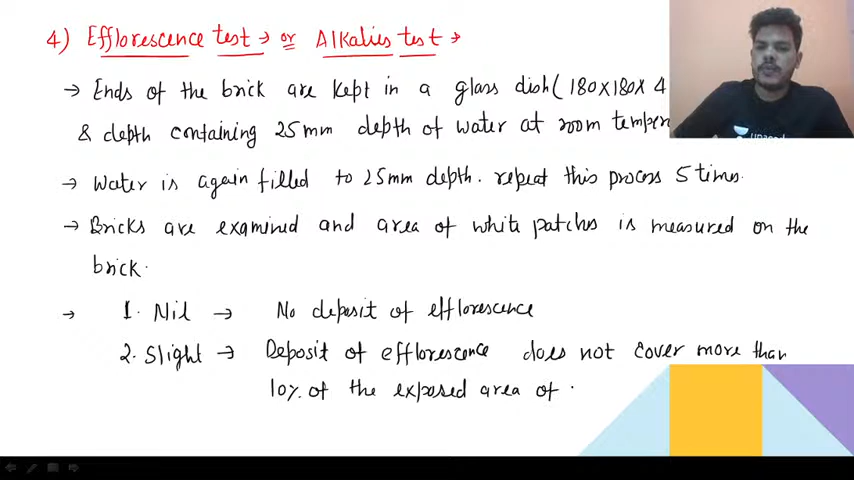 4) Efflorescence test → or Alkalies test →
→ Ends of the brick are kept in a glass dish (180x180x4
& depth containing 25mm depth of water at room temper
→ Water is again filled to 25mm depth. repeat this process 5 times.
→ Bricks are examined and area of white patches is measured on the
brick.
→ 1. Nil → No deposit of efflorescence
2. Slight → Deposit of efflorescence does not cover more than
10% of the exposed area of